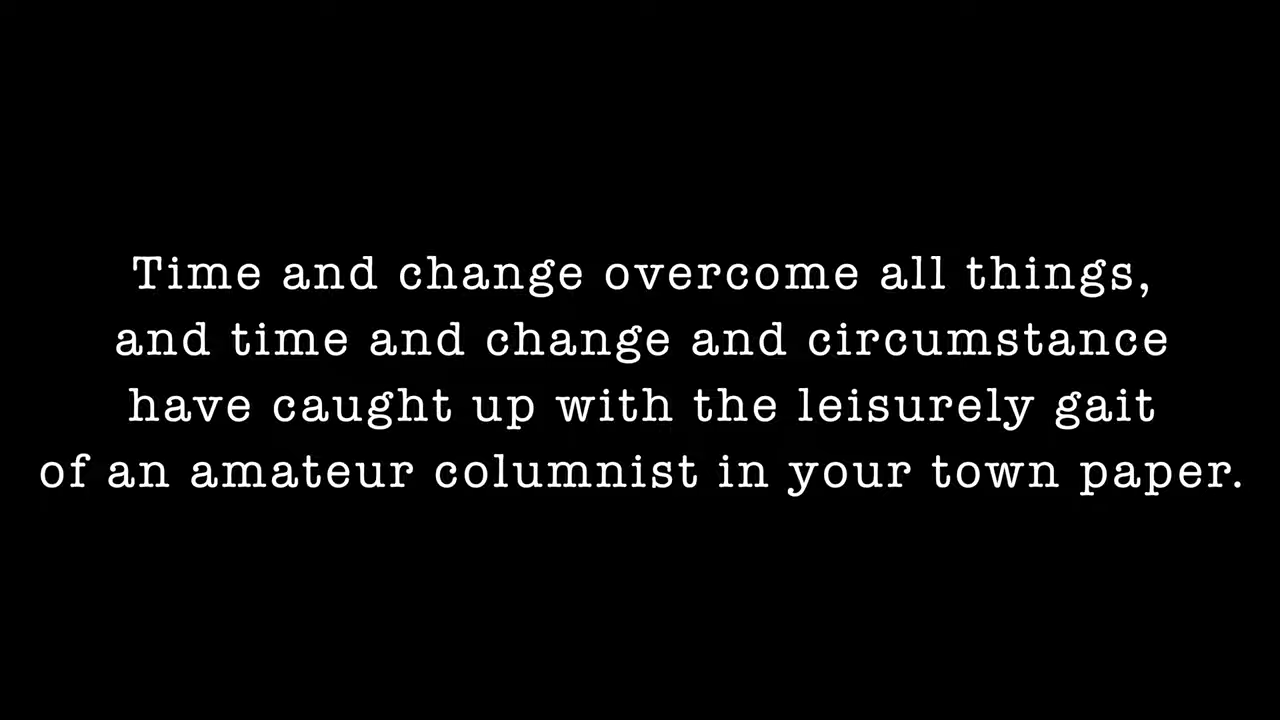 Time and change overcome all things,
and time and change and circumstance
have caught up with the leisurely gait
of an amateur columnist in your town paper.